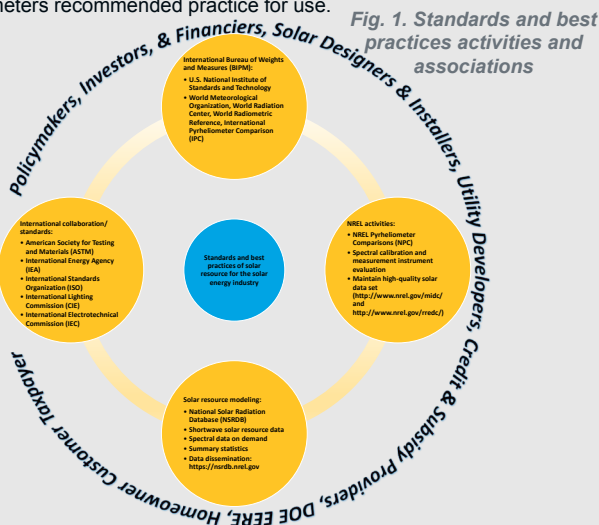 meters recommended practice for use.
Fig. 1. Standards and best
practices activities and
associations
Policymakers, Investors, & Financiers, Solar Designers & Installers, Utility Developers, Credit & Subsidy Providers, DOE EERE, Homeowner Customer Taxpayer
International Bureau of Weights
and Measures (BIPM):
• U.S. National Institute of
Standards and Technology
• World Meteorological
Organization, World Radiation
Center, World Radiometric
Reference, International
Pyrheliometer Comparison
(IPC)
International collaboration/
standards:
• American Society for Testing
and Materials (ASTM)
• International Energy Agency
(IEA)
• International Standards
Organization (ISO)
• International Lighting
Commission (CIE)
• International Electrotechnical
Commission (IEC)
Standards and best
practices of solar
resource for the solar
energy industry
NREL activities:
• NREL Pyrheliometer
Comparisons (NPC)
• Spectral calibration and
measurement instrument
evaluation
• Maintain high-quality solar
data set
(http://www.nrel.gov/midc/
and
http://www.nrel.gov/rredc/)
Solar resource modeling:
• National Solar Radiation
Database (NSRDB)
• Shortwave solar resource data
• Spectral data on demand
• Summary statistics
• Data dissemination:
https://nsrdb.nrel.gov